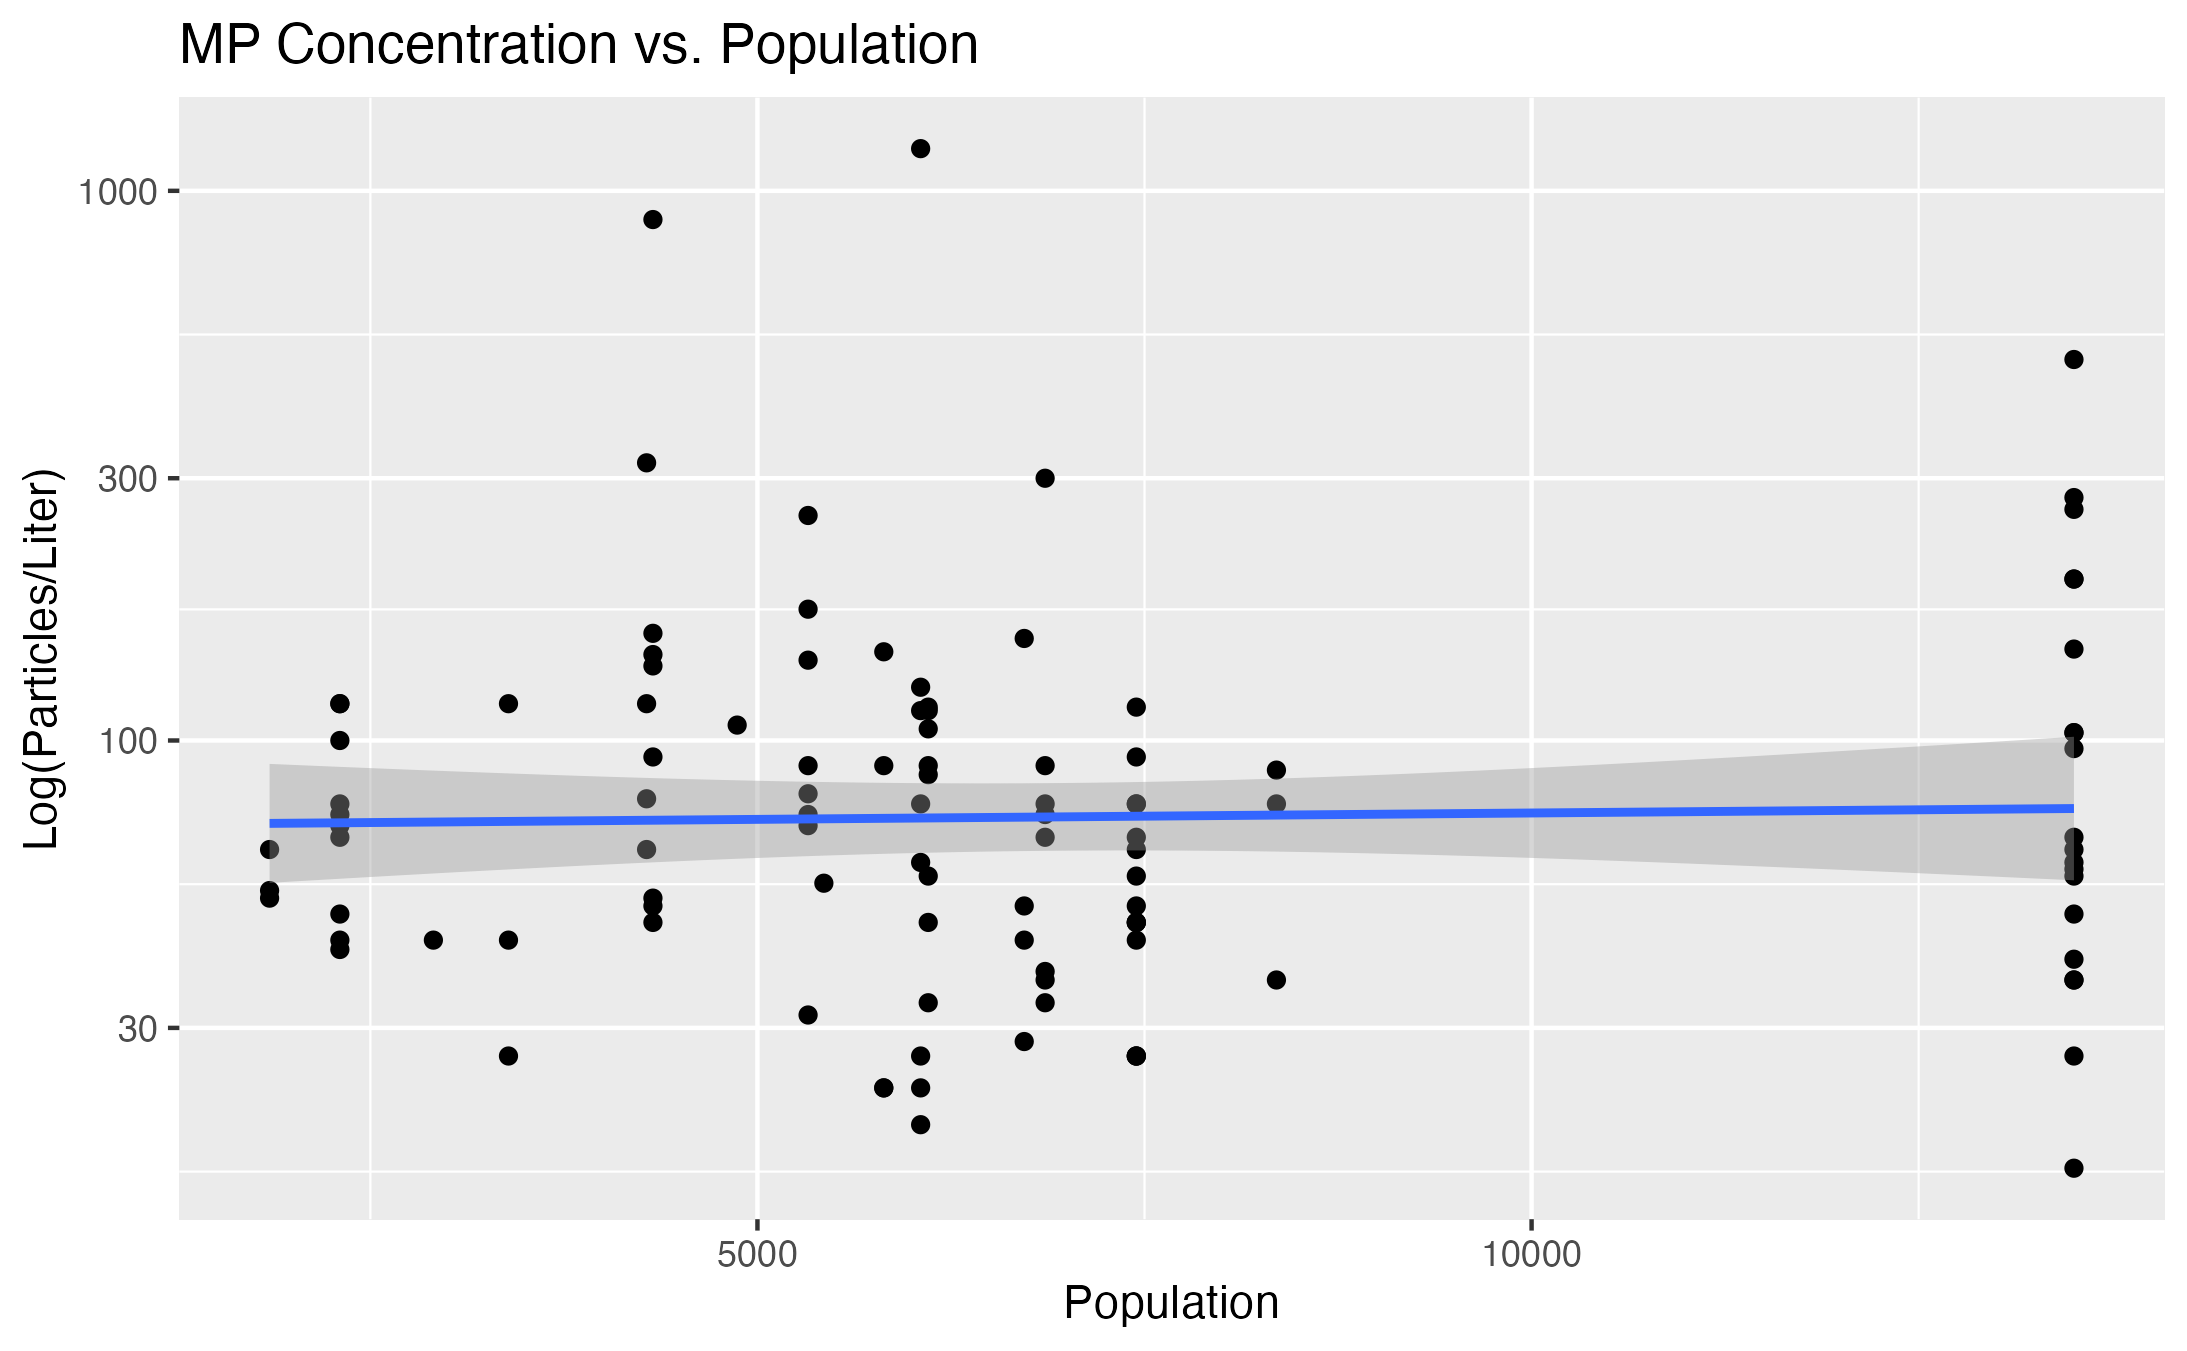 MP Concentration vs. Population
1000
300
100
30
Log(Particles/Liter)
5000 10000
Population